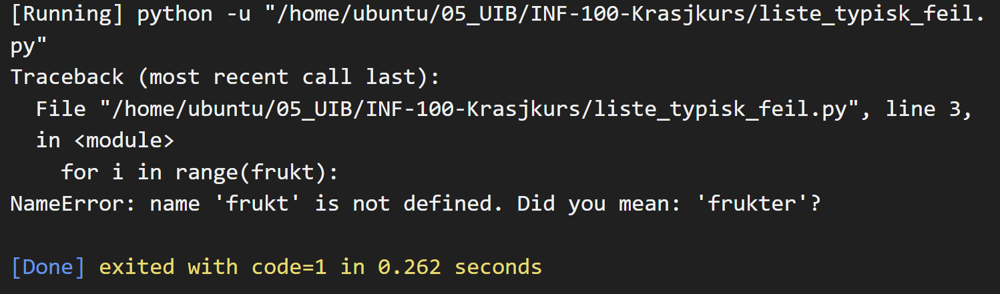 [Running] python -u "/home/ubuntu/05_UIB/INF-100-Krasjkurs/liste_typisk_feil.
py"
Traceback (most recent call last):
  File "/home/ubuntu/05_UIB/INF-100-Krasjkurs/liste_typisk_feil.py", line 3,
  in <module>
    for i in range(frukt):
NameError: name 'frukt' is not defined. Did you mean: 'frukter'?

[Done] exited with code=1 in 0.262 seconds